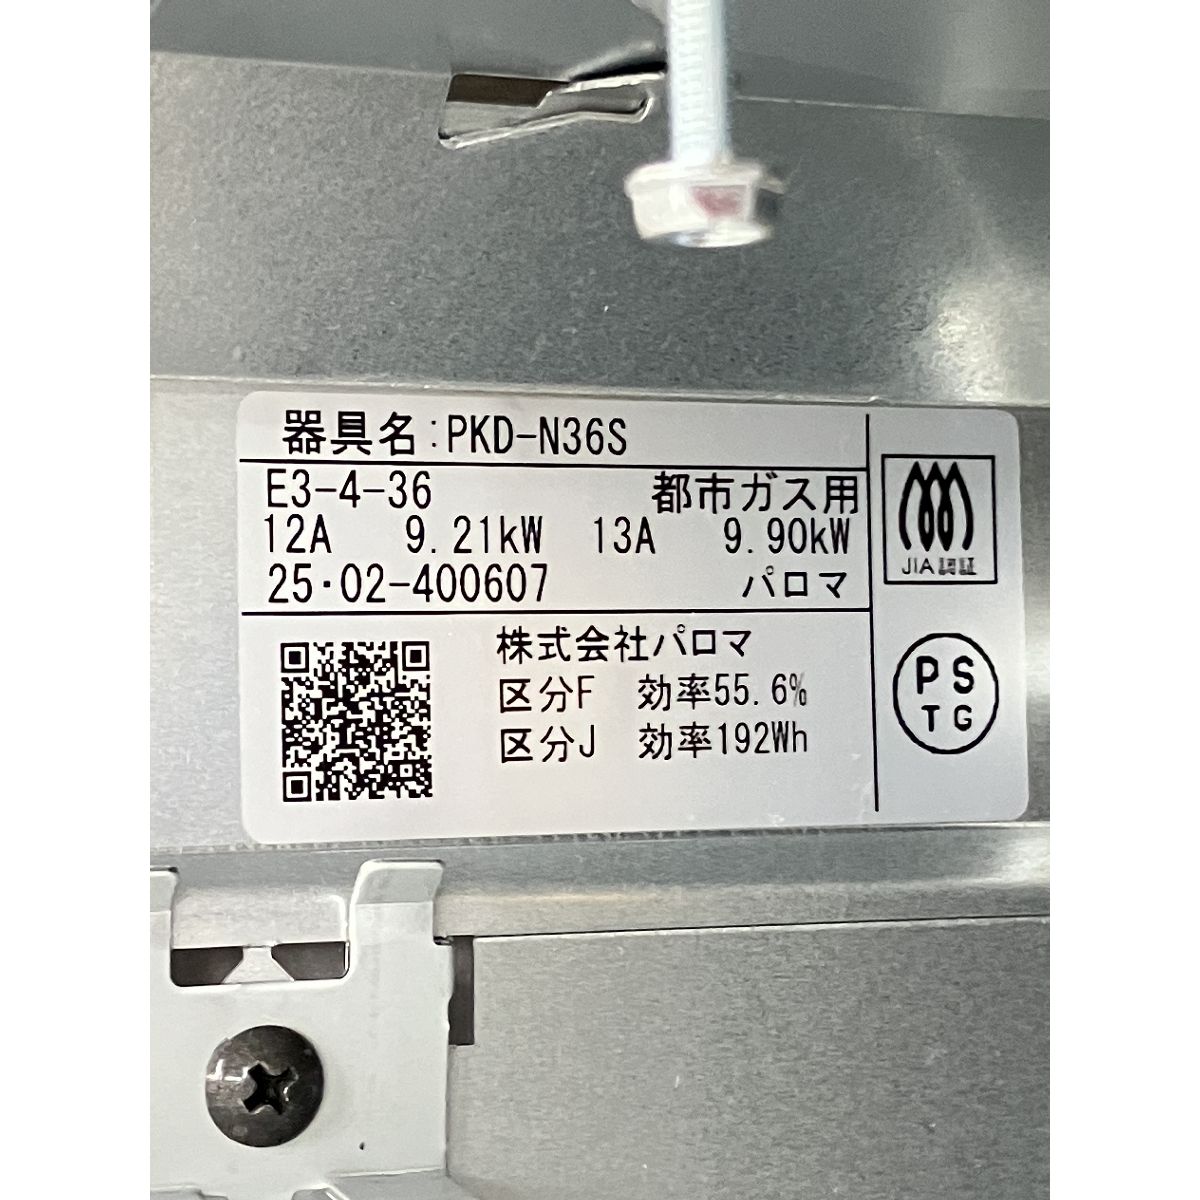 器具名:PKD-N36S
E3-4-36 都市ガス用
12A 9.21kW 13A 9.90kW
25・02-400607 パロマ
株式会社パロマ
区分F 効率55.6%
区分J 効率192Wh
JIA認証
PS
TG